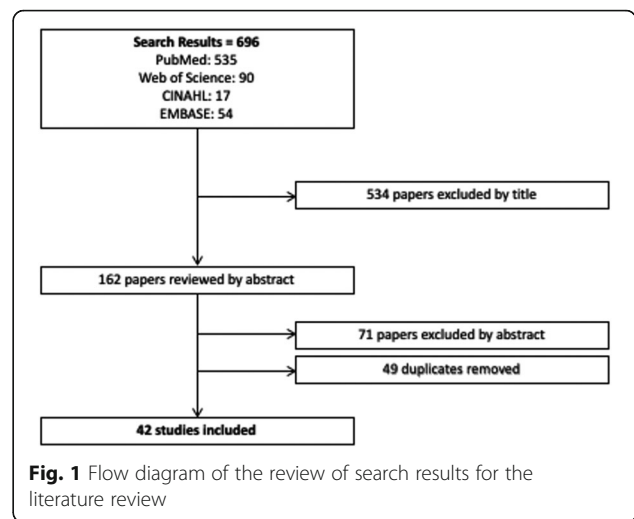 Search Results = 696
PubMed: 535
Web of Science: 90
CINAHL: 17
EMBASE: 54
534 papers excluded by title
162 papers reviewed by abstract
71 papers excluded by abstract
49 duplicates removed
42 studies included
Fig. 1 Flow diagram of the review of search results for the
literature review